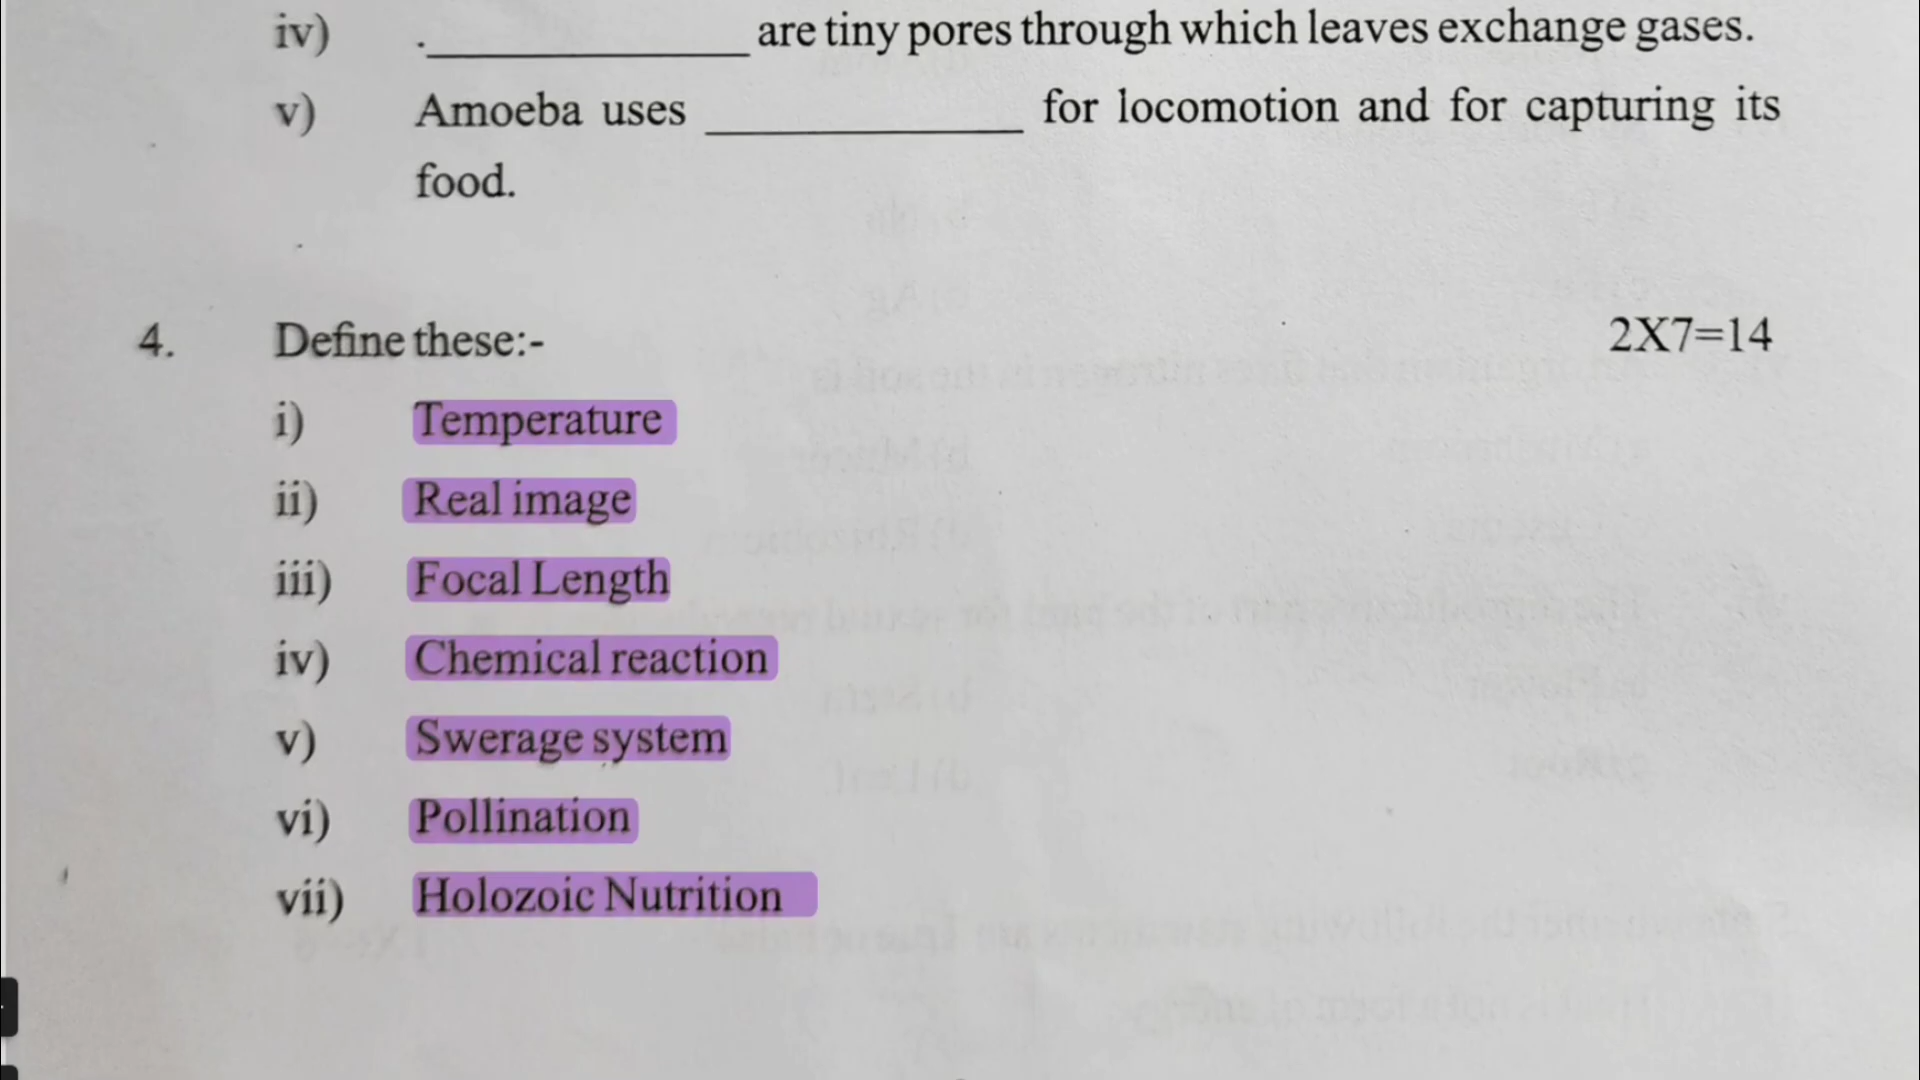 iv) .____________ are tiny pores through which leaves exchange gases.
v) Amoeba uses ____________ for locomotion and for capturing its
food.
4. Define these:- 2X7=14
i) Temperature
ii) Real image
iii) Focal Length
iv) Chemical reaction
v) Swerage system
vi) Pollination
vii) Holozoic Nutrition